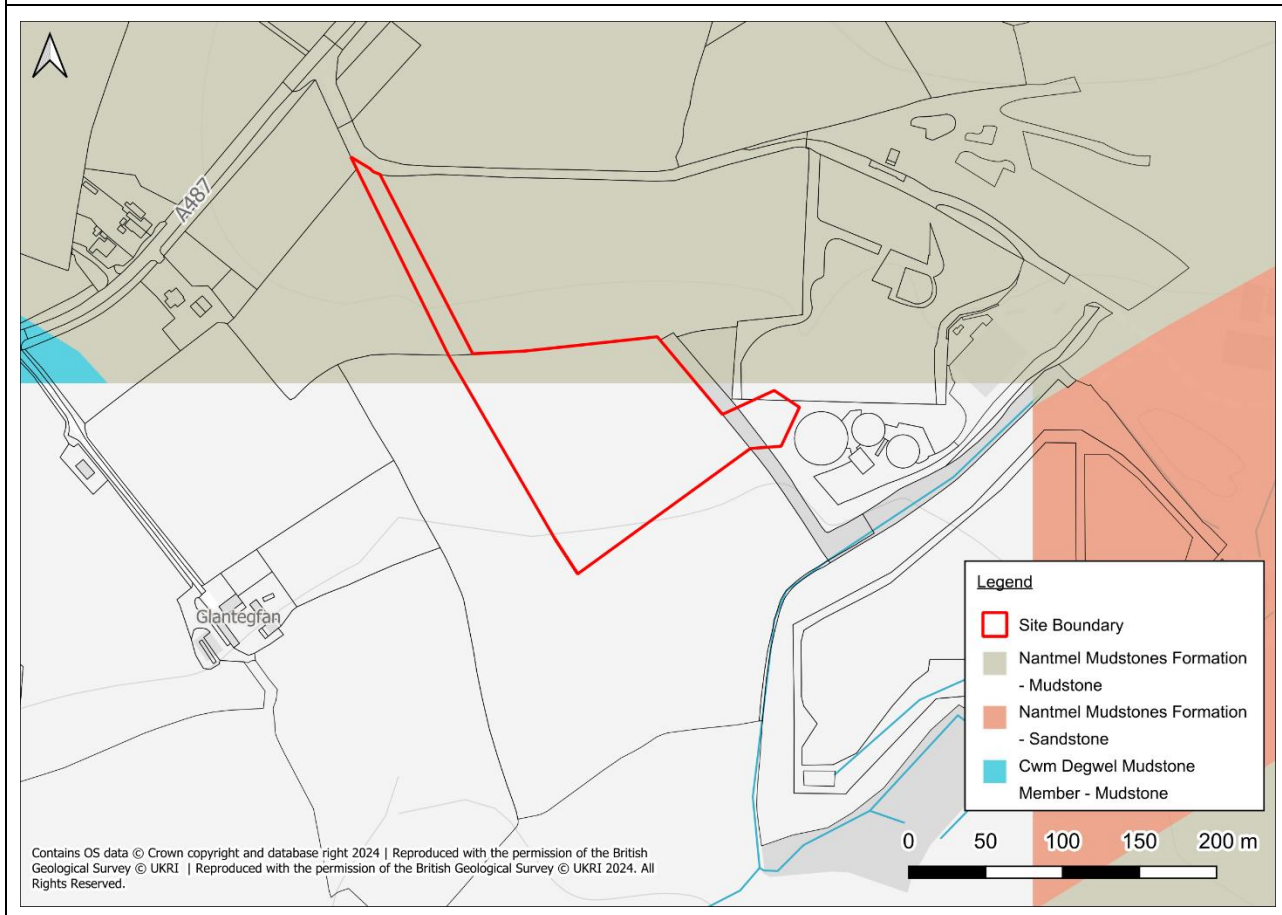 A487
Glantegfan
Legend
Site Boundary
Nantmel Mudstones Formation
- Mudstone
Nantmel Mudstones Formation
- Sandstone
Cwm Degwel Mudstone
Member - Mudstone
0 50 100 150 200 m
Contains OS data © Crown copyright and database right 2024 | Reproduced with the permission of the British
Geological Survey © UKRI | Reproduced with the permission of the British Geological Survey © UKRI 2024. All
Rights Reserved.